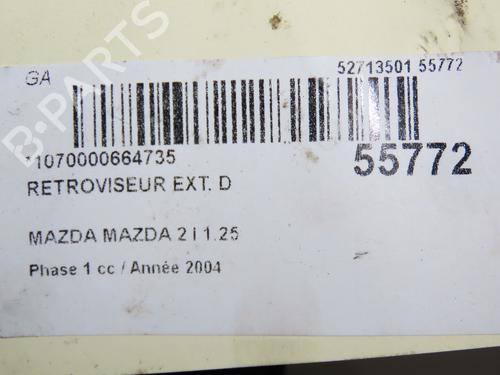 GA
52713501 55772
*1070000664735
55772
RETROVISEUR EXT. D
MAZDA MAZDA 2 I 1.25
Phase 1 cc / Année 2004
B-PARTS